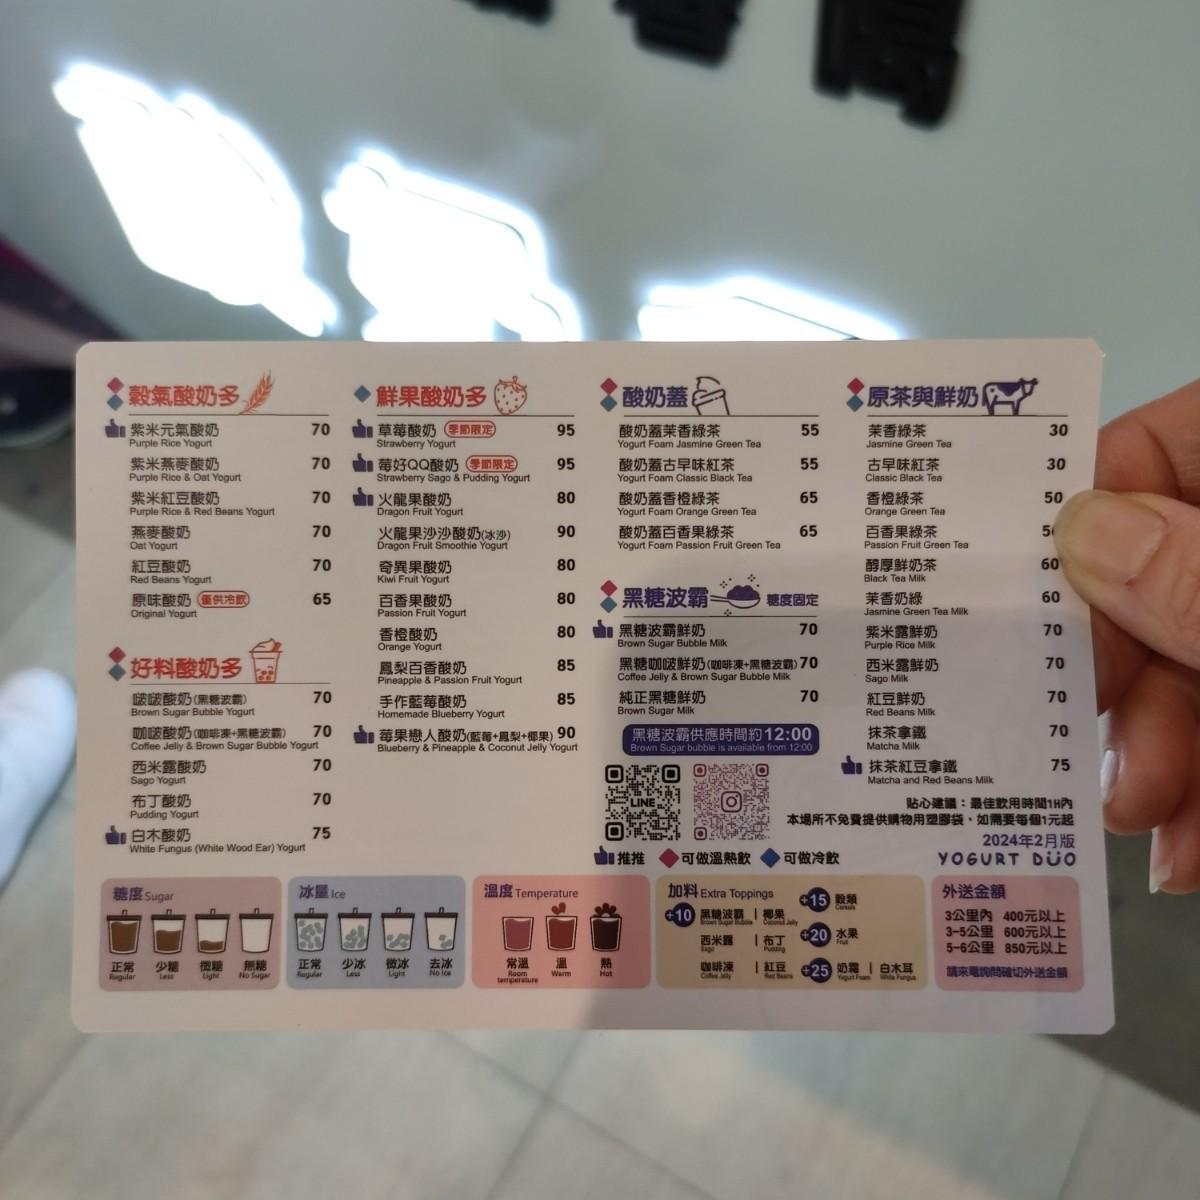 穀氣酸奶多
紫米元氣酸奶 70
Purple Rice Yogurt
紫米燕麥酸奶 70
Purple Rice & Oat Yogurt
紫米紅豆酸奶 70
Purple Rice & Red Beans Yogurt
燕麥酸奶 70
Oat Yogurt
紅豆酸奶 70
Red Beans Yogurt
原味酸奶 僅供冷飲 65
Original Yogurt
好料酸奶多
啵啵酸奶(黑糖波霸) 70
Brown Sugar Bubble Yogurt
咖啵酸奶(咖啡凍+黑糖波霸) 70
Coffee Jelly & Brown Sugar Bubble Yogurt
西米露酸奶 70
Sago Yogurt
布丁酸奶 70
Pudding Yogurt
白木酸奶 75
White Fungus (White Wood Ear) Yogurt
鮮果酸奶多
草莓酸奶 季節限定 95
Strawberry Yogurt
莓好QQ酸奶 季節限定 95
Strawberry Sago & Pudding Yogurt
火龍果酸奶 80
Dragon Fruit Yogurt
火龍果沙沙酸奶(冰沙) 90
Dragon Fruit Smoothie Yogurt
奇異果酸奶 80
Kiwi Fruit Yogurt
百香果酸奶 80
Passion Fruit Yogurt
香橙酸奶 80
Orange Yogurt
鳳梨百香酸奶 85
Pineapple & Passion Fruit Yogurt
手作藍莓酸奶 85
Homemade Blueberry Yogurt
莓果戀人酸奶(藍莓+鳳梨+椰果) 90
Blueberry & Pineapple & Coconut Jelly Yogurt
酸奶蓋
酸奶蓋茉香綠茶 55
Yogurt Foam Jasmine Green Tea
酸奶蓋古早味紅茶 55
Yogurt Foam Classic Black Tea
酸奶蓋香橙綠茶 65
Yogurt Foam Orange Green Tea
酸奶蓋百香果綠茶 65
Yogurt Foam Passion Fruit Green Tea
黑糖波霸 糖度固定
黑糖波霸鮮奶 70
Brown Sugar Bubble Milk
黑糖咖啵鮮奶(咖啡凍+黑糖波霸) 70
Coffee Jelly & Brown Sugar Bubble Milk
純正黑糖鮮奶 70
Brown Sugar Milk
黑糖波霸供應時間約12:00
Brown Sugar bubble is available from 12:00
LINE
原茶與鮮奶
茉香綠茶 30
Jasmine Green Tea
古早味紅茶 30
Classic Black Tea
香橙綠茶 50
Orange Green Tea
百香果綠茶
Passion Fruit Green Tea
醇厚鮮奶茶 60
Black Tea Milk
茉香奶綠 60
Jasmine Green Tea Milk
紫米露鮮奶 70
Purple Rice Milk
西米露鮮奶 70
Sago Milk
紅豆鮮奶 70
Red Beans Milk
抹茶拿鐵 70
Matcha Milk
抹茶紅豆拿鐵 75
Matcha and Red Beans Milk
貼心建議：最佳飲用時間1H內
本場所不免費提供購物用塑膠袋，如需要每個1元起
2024年2月版
推推 可做溫熱飲 可做冷飲 YOGURT DUO
糖度 Sugar
正常 少糖 微糖 無糖
Regular Less Light No Sugar
冰量 Ice
正常 少冰 微冰 去冰
Regular Less Light No Ice
溫度 Temperature
常溫 溫 熱
Room temperature Warm Hot
加料 Extra Toppings
+10 黑糖波霸 | 椰果
Brown Sugar Bubble Coconut Jelly
西米露 | 布丁
Sago Pudding
咖啡凍 | 紅豆
Coffee Jelly Red Beans
+15 穀類
Cereals
+20 水果
Fruit
+25 奶霜 | 白木耳
Yogurt Foam White Fungus
外送金額
3公里內 400元以上
3-5公里 600元以上
5-6公里 850元以上
請來電詢問確切外送金額